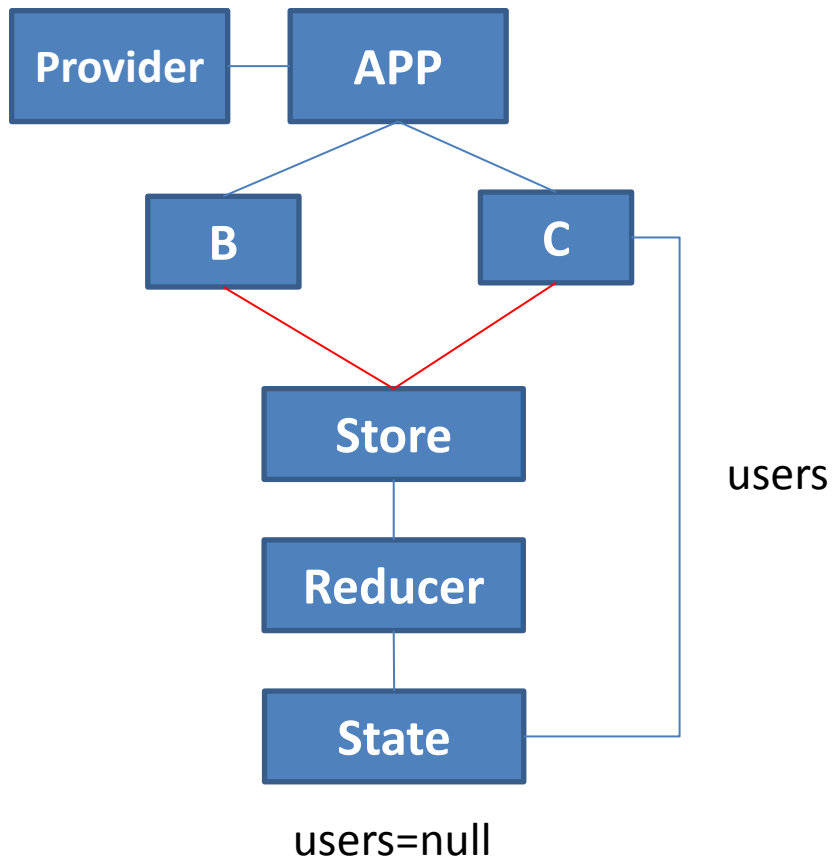 Provider
APP
B
C
Store
users
Reducer
State
users=null